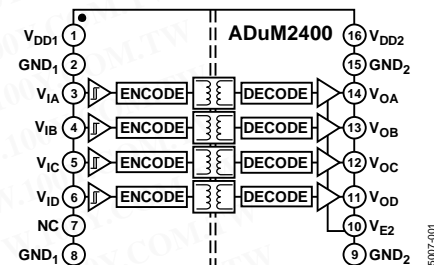 ADuM2400
VDD1 1
16 VDD2
GND1 2
15 GND2
VIA 3 ENCODE DECODE 14 VOA
VIB 4 ENCODE DECODE 13 VOB
VIC 5 ENCODE DECODE 12 VOC
VID 6 ENCODE DECODE 11 VOD
NC 7
10 VE2
GND1 8
9 GND2
5007-001